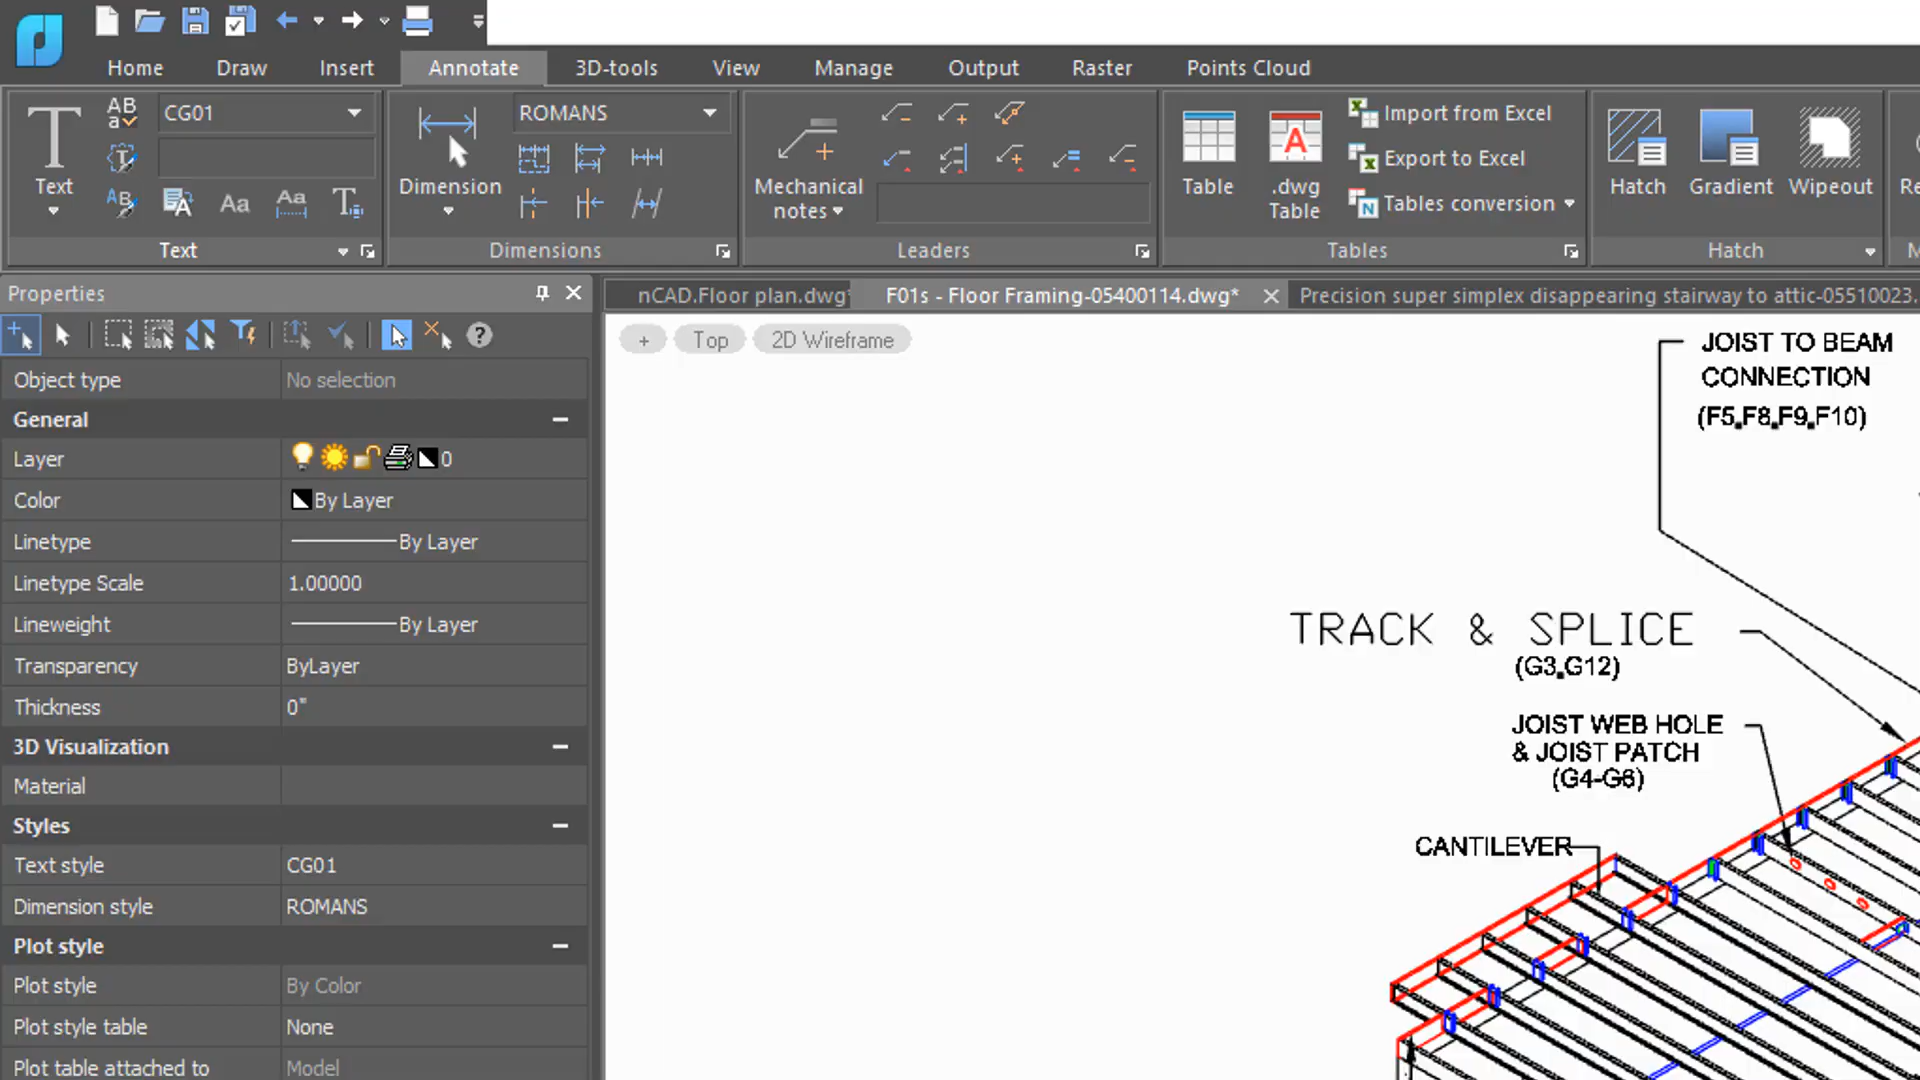 Home Draw Insert Annotate 3D-tools View Manage Output Raster Points Cloud
Text
AB
a
CG01
AB
Aa
Aa
Text
Dimension
ROMANS
Dimensions
Mechanical
notes
Leaders
Table
A
.dwg
Table
Import from Excel
Export to Excel
Tables conversion
Tables
Hatch
Gradient
Wipeout
Hatch
Properties
nCAD.Floor plan.dwg*
F01s - Floor Framing-05400114.dwg*
Precision super simplex disappearing stairway to attic-05510023.
+ Top 2D Wireframe
Object type No selection
General
Layer 0
Color By Layer
Linetype By Layer
Linetype Scale 1.00000
Lineweight By Layer
Transparency ByLayer
Thickness 0"
3D Visualization
Material
Styles
Text style CG01
Dimension style ROMANS
Plot style
Plot style By Color
Plot style table None
Plot table attached to Model
JOIST TO BEAM
CONNECTION
(F5,F8,F9,F10)
TRACK & SPLICE
(G3,G12)
JOIST WEB HOLE
& JOIST PATCH
(G4-G6)
CANTILEVER